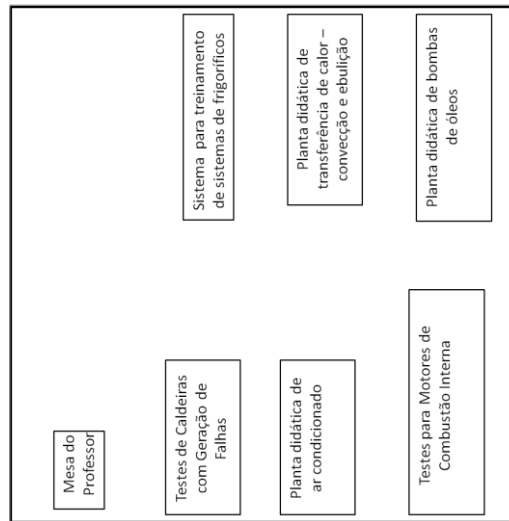 Mesa do
Professor
Testes de Caldeiras
com Geração de
Falhas
Planta didática de
ar condicionado
Testes para Motores de
Combustão Interna
Sistema para treinamento
de sistemas de frigoríficos
Planta didática de
transferência de calor –
convecção e ebulição
Planta didática de bombas
de óleos